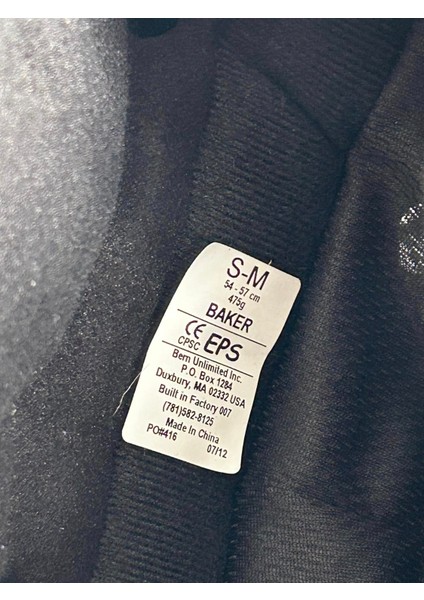 S-M
54 - 57 cm
475g
BAKER
CE EPS
CPSC
Bern Unlimited Inc.
P.O. Box 1284
Duxbury, MA 02332 USA
Built in Factory 007
(781)582-8125
Made In China
PO#416 07/12